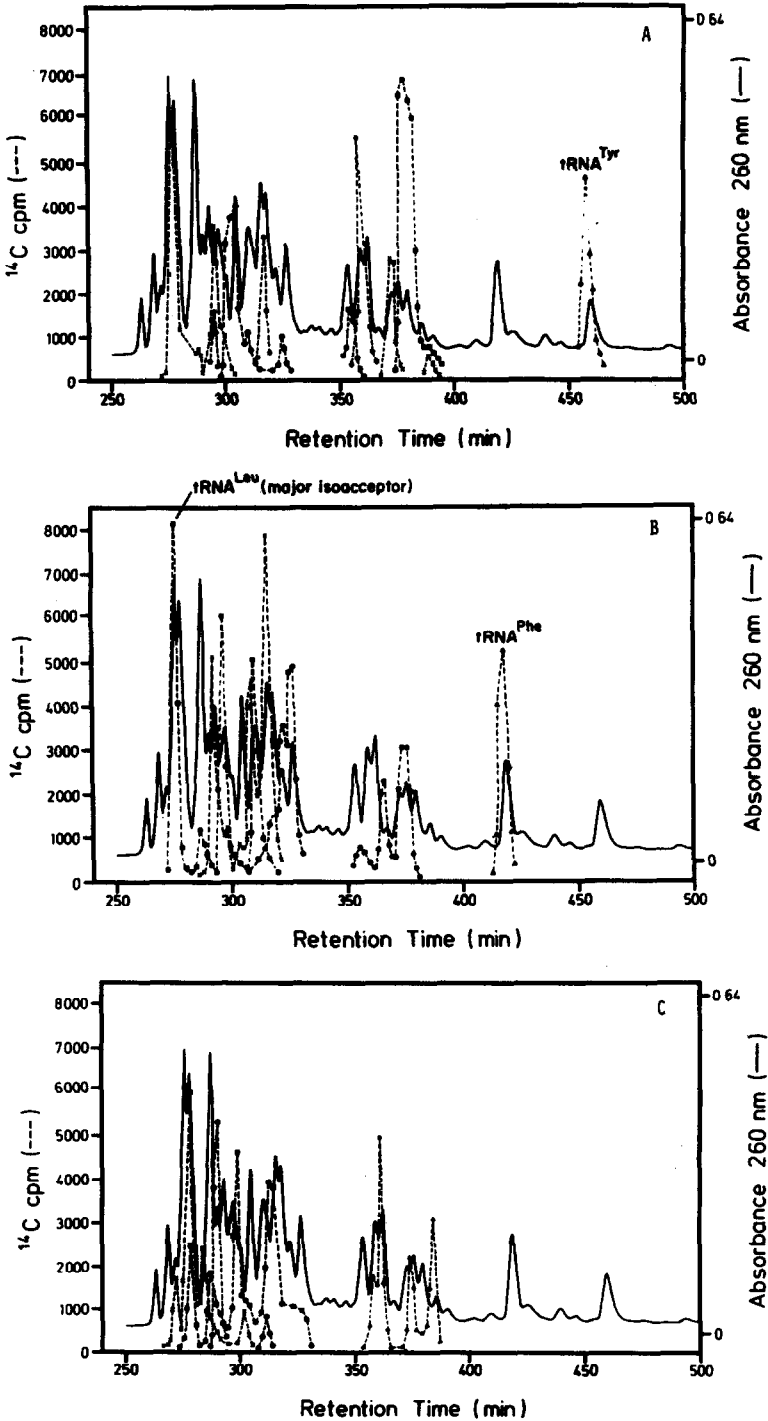 A
8000
7000
6000
5000
4000
3000
2000
1000
0
¹⁴C cpm (---)
0 64
0
Absorbance 260 nm (—)
tRNA^Tyr
250 300 350 400 450 500
Retention Time (min)
tRNA^Leu (major isoacceptor)
B
8000
7000
6000
5000
4000
3000
2000
1000
0
¹⁴C cpm (---)
0 64
0
Absorbance 260 nm (—)
tRNA^Phe
250 300 350 400 450 500
Retention Time (min)
C
8000
7000
6000
5000
4000
3000
2000
1000
0
¹⁴C cpm (---)
0 64
0
Absorbance 260 nm (—)
250 300 350 400 450 500
Retention Time (min)